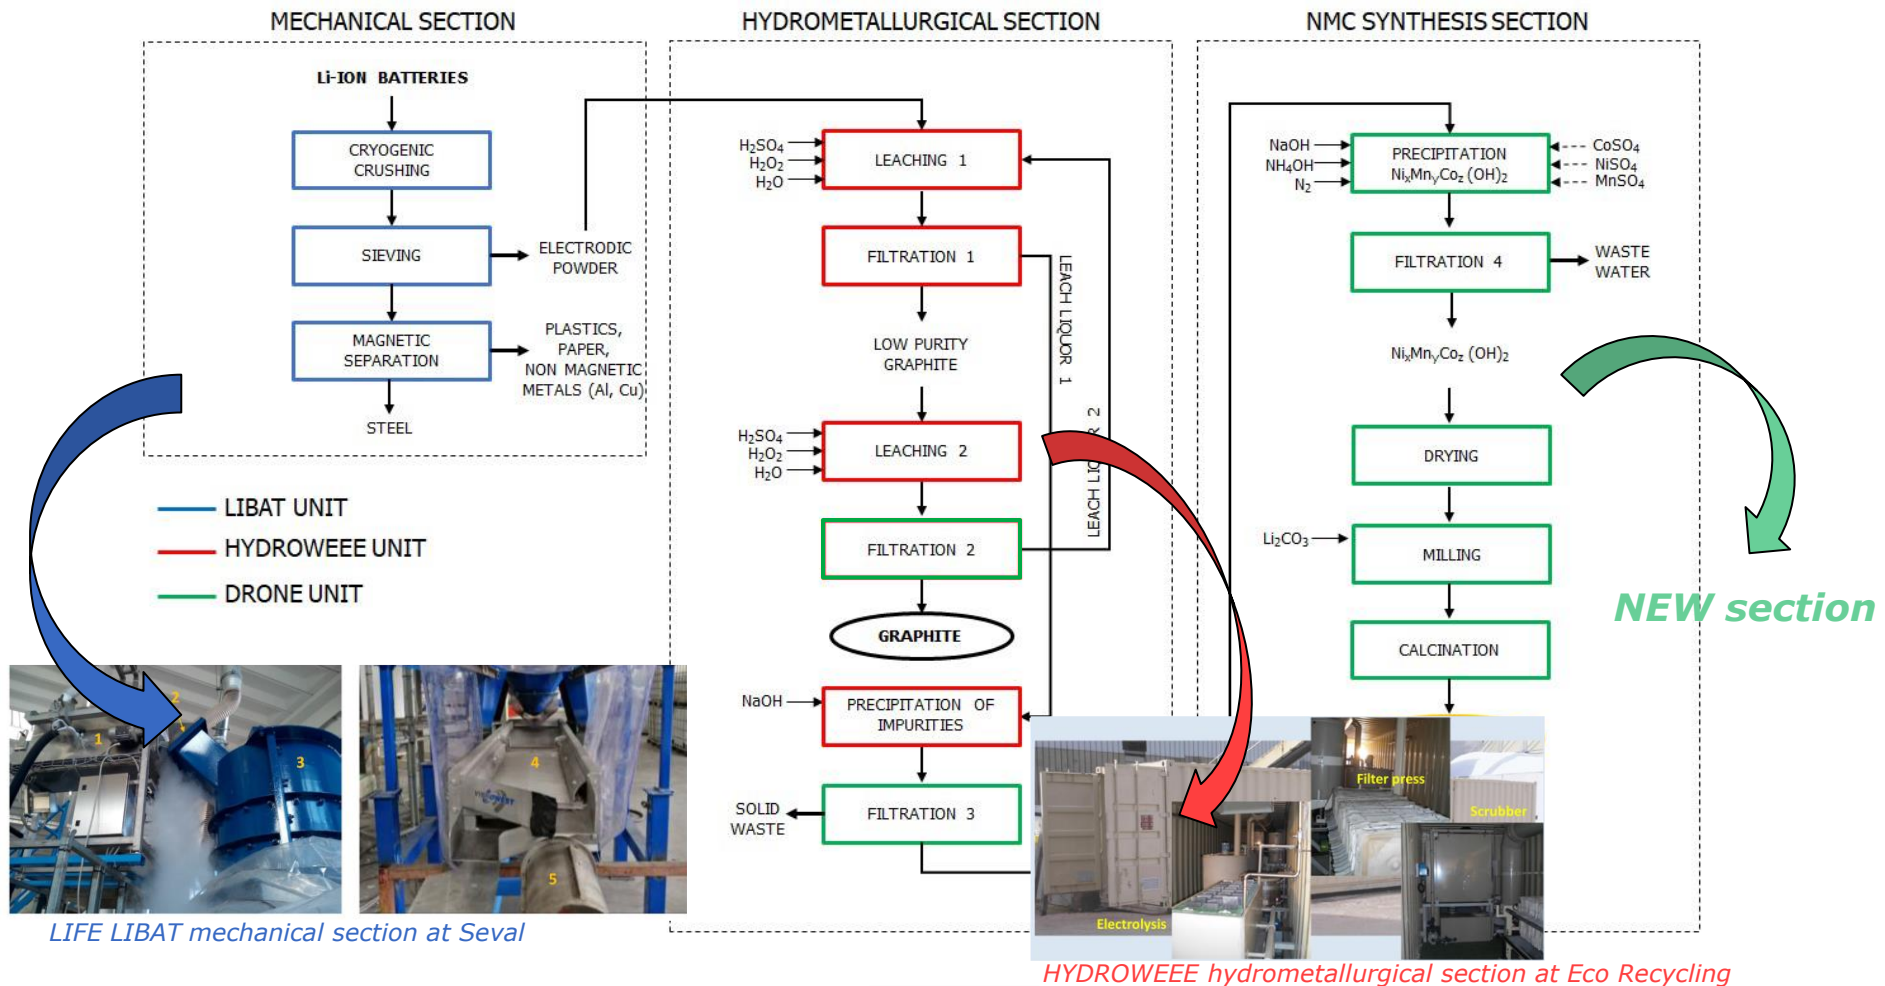 MECHANICAL SECTION
Li-ION BATTERIES
CRYOGENIC
CRUSHING
SIEVING
ELECTRODIC
POWDER
MAGNETIC
SEPARATION
PLASTICS,
PAPER,
NON MAGNETIC
METALS (Al, Cu)
STEEL
LIBAT UNIT
HYDROWEEE UNIT
DRONE UNIT
1
2
3
4
5
LIFE LIBAT mechanical section at Seval
HYDROMETALLURGICAL SECTION
H₂SO₄
H₂O₂
H₂O
LEACHING 1
FILTRATION 1
LEACH LIQUOR 1
LOW PURITY
GRAPHITE
H₂SO₄
H₂O₂
H₂O
LEACHING 2
LEACH
2
FILTRATION 2
GRAPHITE
NaOH
PRECIPITATION OF
IMPURITIES
SOLID
WASTE
FILTRATION 3
NMC SYNTHESIS SECTION
NaOH
NH₄OH
N₂
PRECIPITATION
NiₓMnᵧCo_z (OH)₂
CoSO₄
NiSO₄
MnSO₄
FILTRATION 4
WASTE
WATER
NiₓMnᵧCo_z (OH)₂
DRYING
Li₂CO₃
MILLING
CALCINATION
NEW section
Filter press
Scrubber
Electrolysis
HYDROWEEE hydrometallurgical section at Eco Recycling